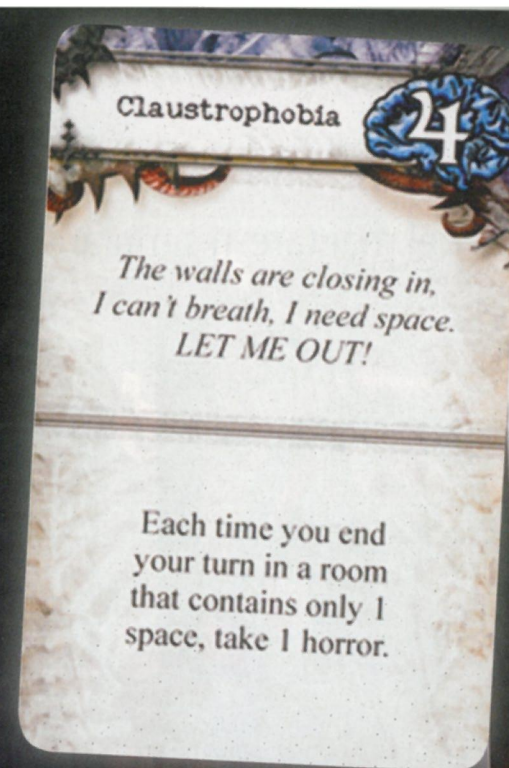 Claustrophobia
4
The walls are closing in,
I can't breath, I need space.
LET ME OUT!
Each time you end
your turn in a room
that contains only 1
space, take 1 horror.